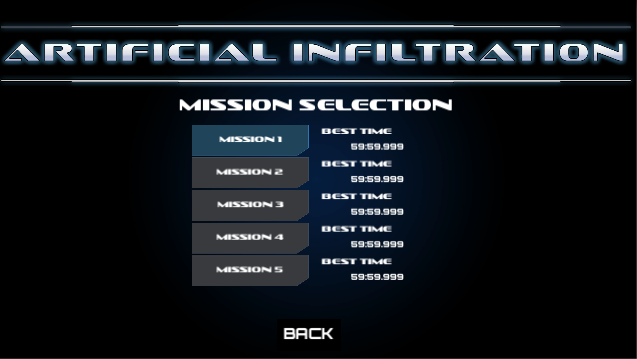 ARTIFICIAL INFILTRATION
MISSION SELECTION
MISSION 1
BEST TIME
59:59.999
MISSION 2
BEST TIME
59:59.999
MISSION 3
BEST TIME
59:59.999
MISSION 4
BEST TIME
59:59.999
MISSION 5
BEST TIME
59:59.999
BACK